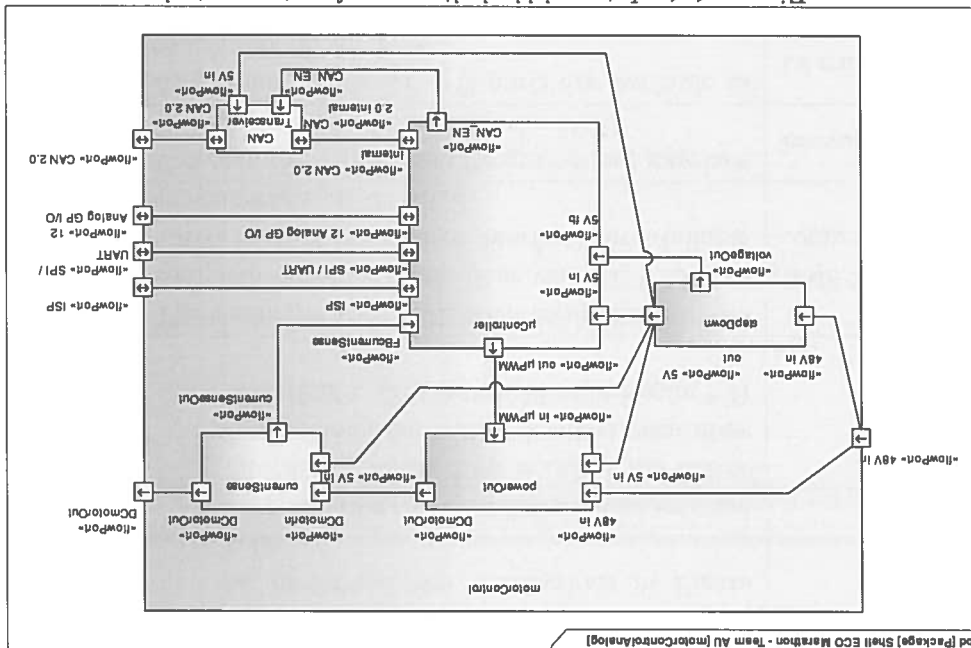 bd [Package] Shell ECO Marathon - Team AU [motorControlAnalog]
motorControl
«flowPort»
48V in
«flowPort»
DCmotorOut
«flowPort»
DCmotorIn
«flowPort»
DCmotorOut
«flowPort»
DCmotorOut
powerOut
currentSense
«flowPort» 5V in
«flowPort» 5V in
«flowPort» 48V in
«flowPort» in µPWM
«flowPort»
currentSenseOut
«flowPort»
48V in
«flowPort» 5V
out
stepDown
«flowPort»
voltageOut
«flowPort» out µPWM
µController
«flowPort»
FBcurrentSense
«flowPort»
5V in
«flowPort»
5V fb
«flowPort» ISP
«flowPort» ISP
«flowPort» SPI / UART
«flowPort» SPI /
UART
«flowPort» 12 Analog GP I/O
«flowPort» 12
Analog GP I/O
«flowPort» CAN 2.0
Internal
«flowPort»
CAN_EN
«flowPort» CAN
2.0 Internal
CAN
Transceiver
«flowPort»
CAN 2.0
«flowPort» CAN 2.0
«flowPort»
CAN EN
«flowPort»
5V in